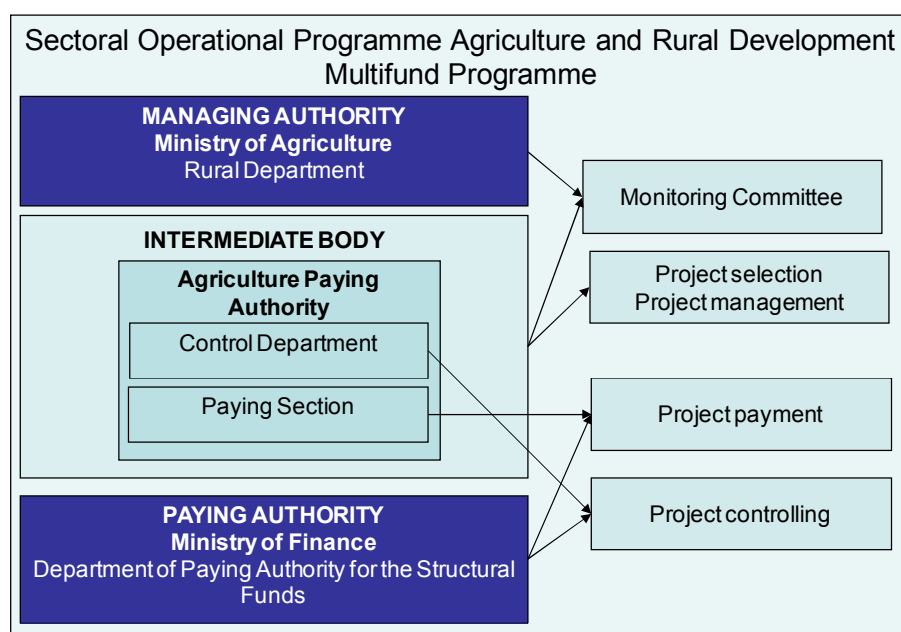 Sectoral Operational Programme Agriculture and Rural Development
Multifund Programme
MANAGING AUTHORITY
Ministry of Agriculture
Rural Department
INTERMEDIATE BODY
Agriculture Paying
Authority
Control Department
Paying Section
PAYING AUTHORITY
Ministry of Finance
Department of Paying Authority for the Structural
Funds
Monitoring Committee
Project selection
Project management
Project payment
Project controlling